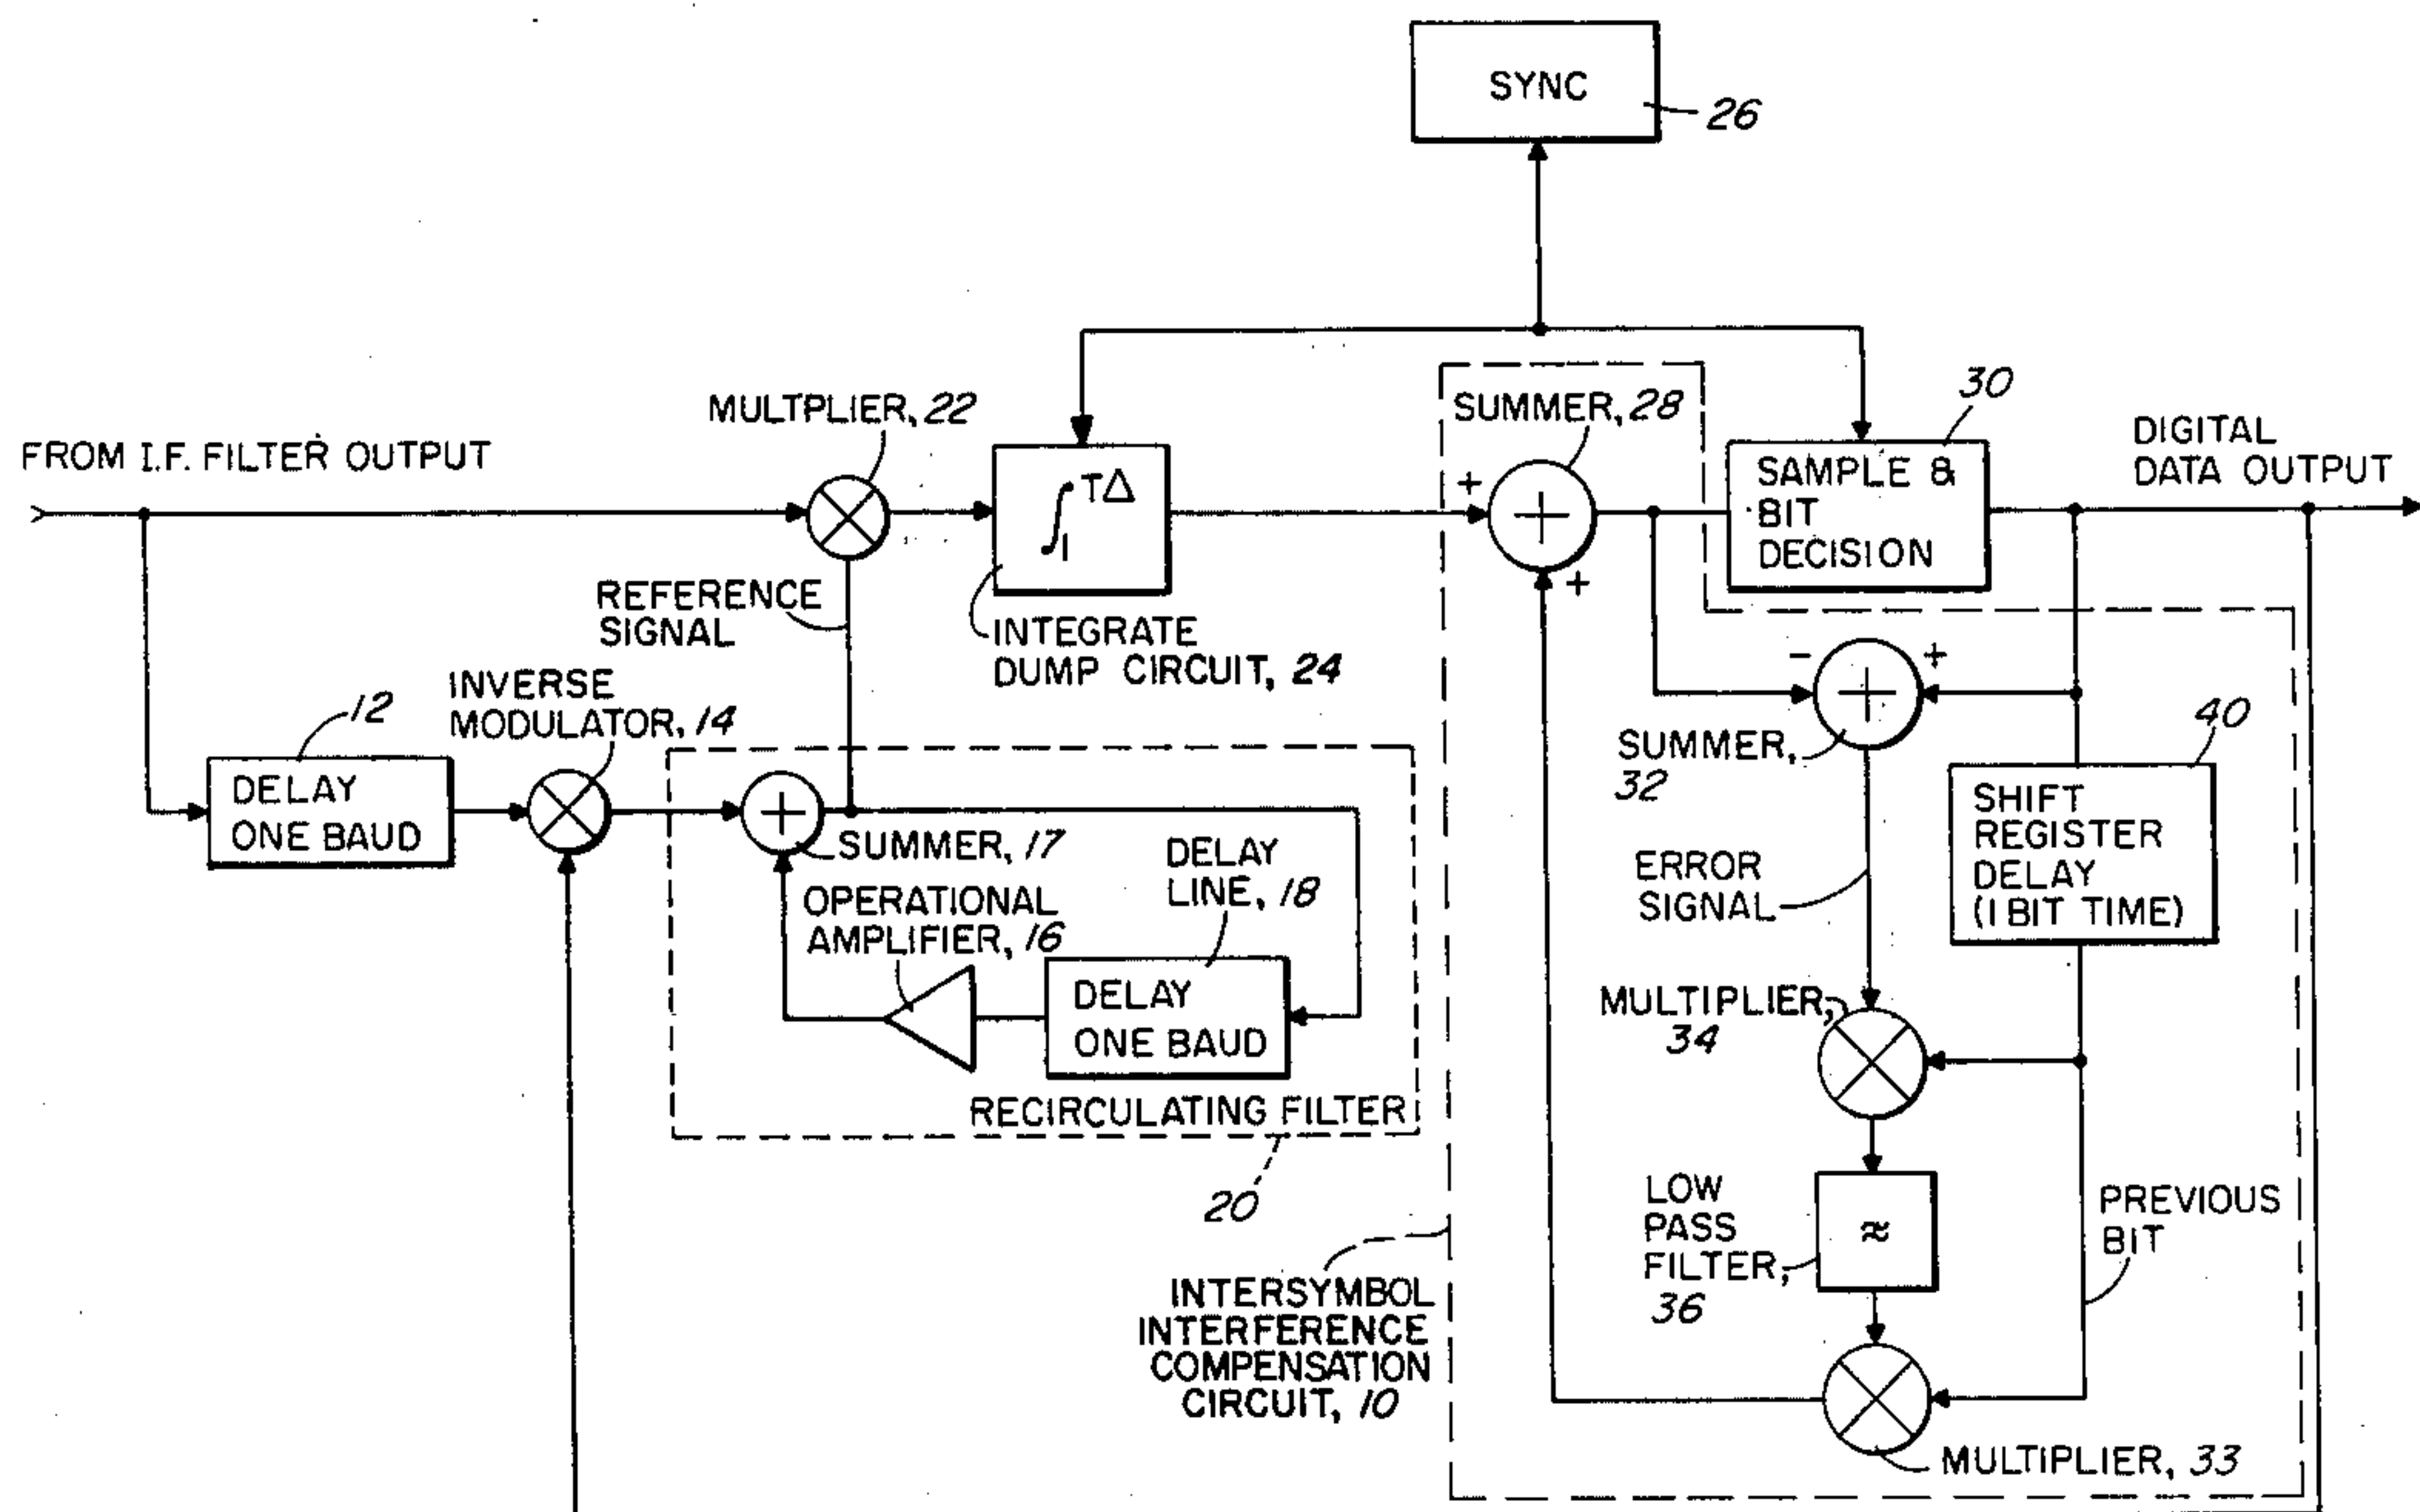 SYNC
26
MULTPLIER, 22
SUMMER, 28
30
DIGITAL
DATA OUTPUT
FROM I.F. FILTER OUTPUT
∫₁ᵀᐃ
+
+
SAMPLE &
BIT
DECISION
REFERENCE
SIGNAL
INTEGRATE
DUMP CIRCUIT, 24
INVERSE
MODULATOR, 14
12
DELAY
ONE BAUD
SUMMER, 17
DELAY
LINE, 18
OPERATIONAL
AMPLIFIER, 16
DELAY
ONE BAUD
RECIRCULATING FILTER
20
-
+
SUMMER,
32
40
SHIFT
REGISTER
DELAY
(1 BIT TIME)
ERROR
SIGNAL
MULTIPLIER,
34
LOW
PASS
FILTER,
36
≈
PREVIOUS
BIT
INTERSYMBOL
INTERFERENCE
COMPENSATION
CIRCUIT, 10
MULTIPLIER, 33